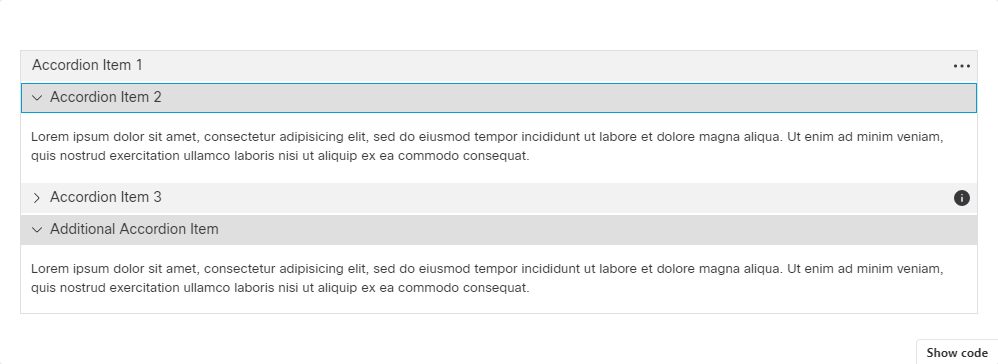 Accordion Item 1
Accordion Item 2
Lorem ipsum dolor sit amet, consectetur adipisicing elit, sed do eiusmod tempor incididunt ut labore et dolore magna aliqua. Ut enim ad minim veniam,
quis nostrud exercitation ullamco laboris nisi ut aliquip ex ea commodo consequat.
Accordion Item 3
Additional Accordion Item
Lorem ipsum dolor sit amet, consectetur adipisicing elit, sed do eiusmod tempor incididunt ut labore et dolore magna aliqua. Ut enim ad minim veniam,
quis nostrud exercitation ullamco laboris nisi ut aliquip ex ea commodo consequat.
Show code